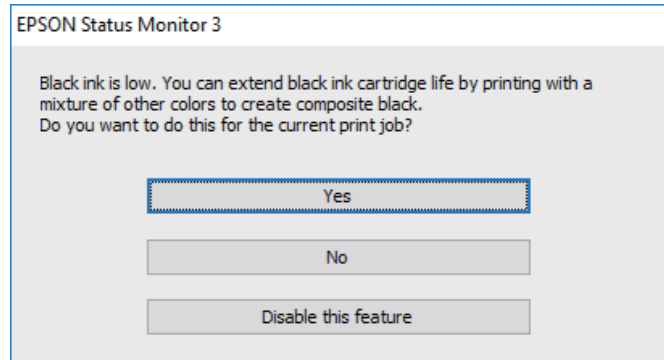 EPSON Status Monitor 3
Black ink is low. You can extend black ink cartridge life by printing with a
mixture of other colors to create composite black.
Do you want to do this for the current print job?
Yes
No
Disable this feature